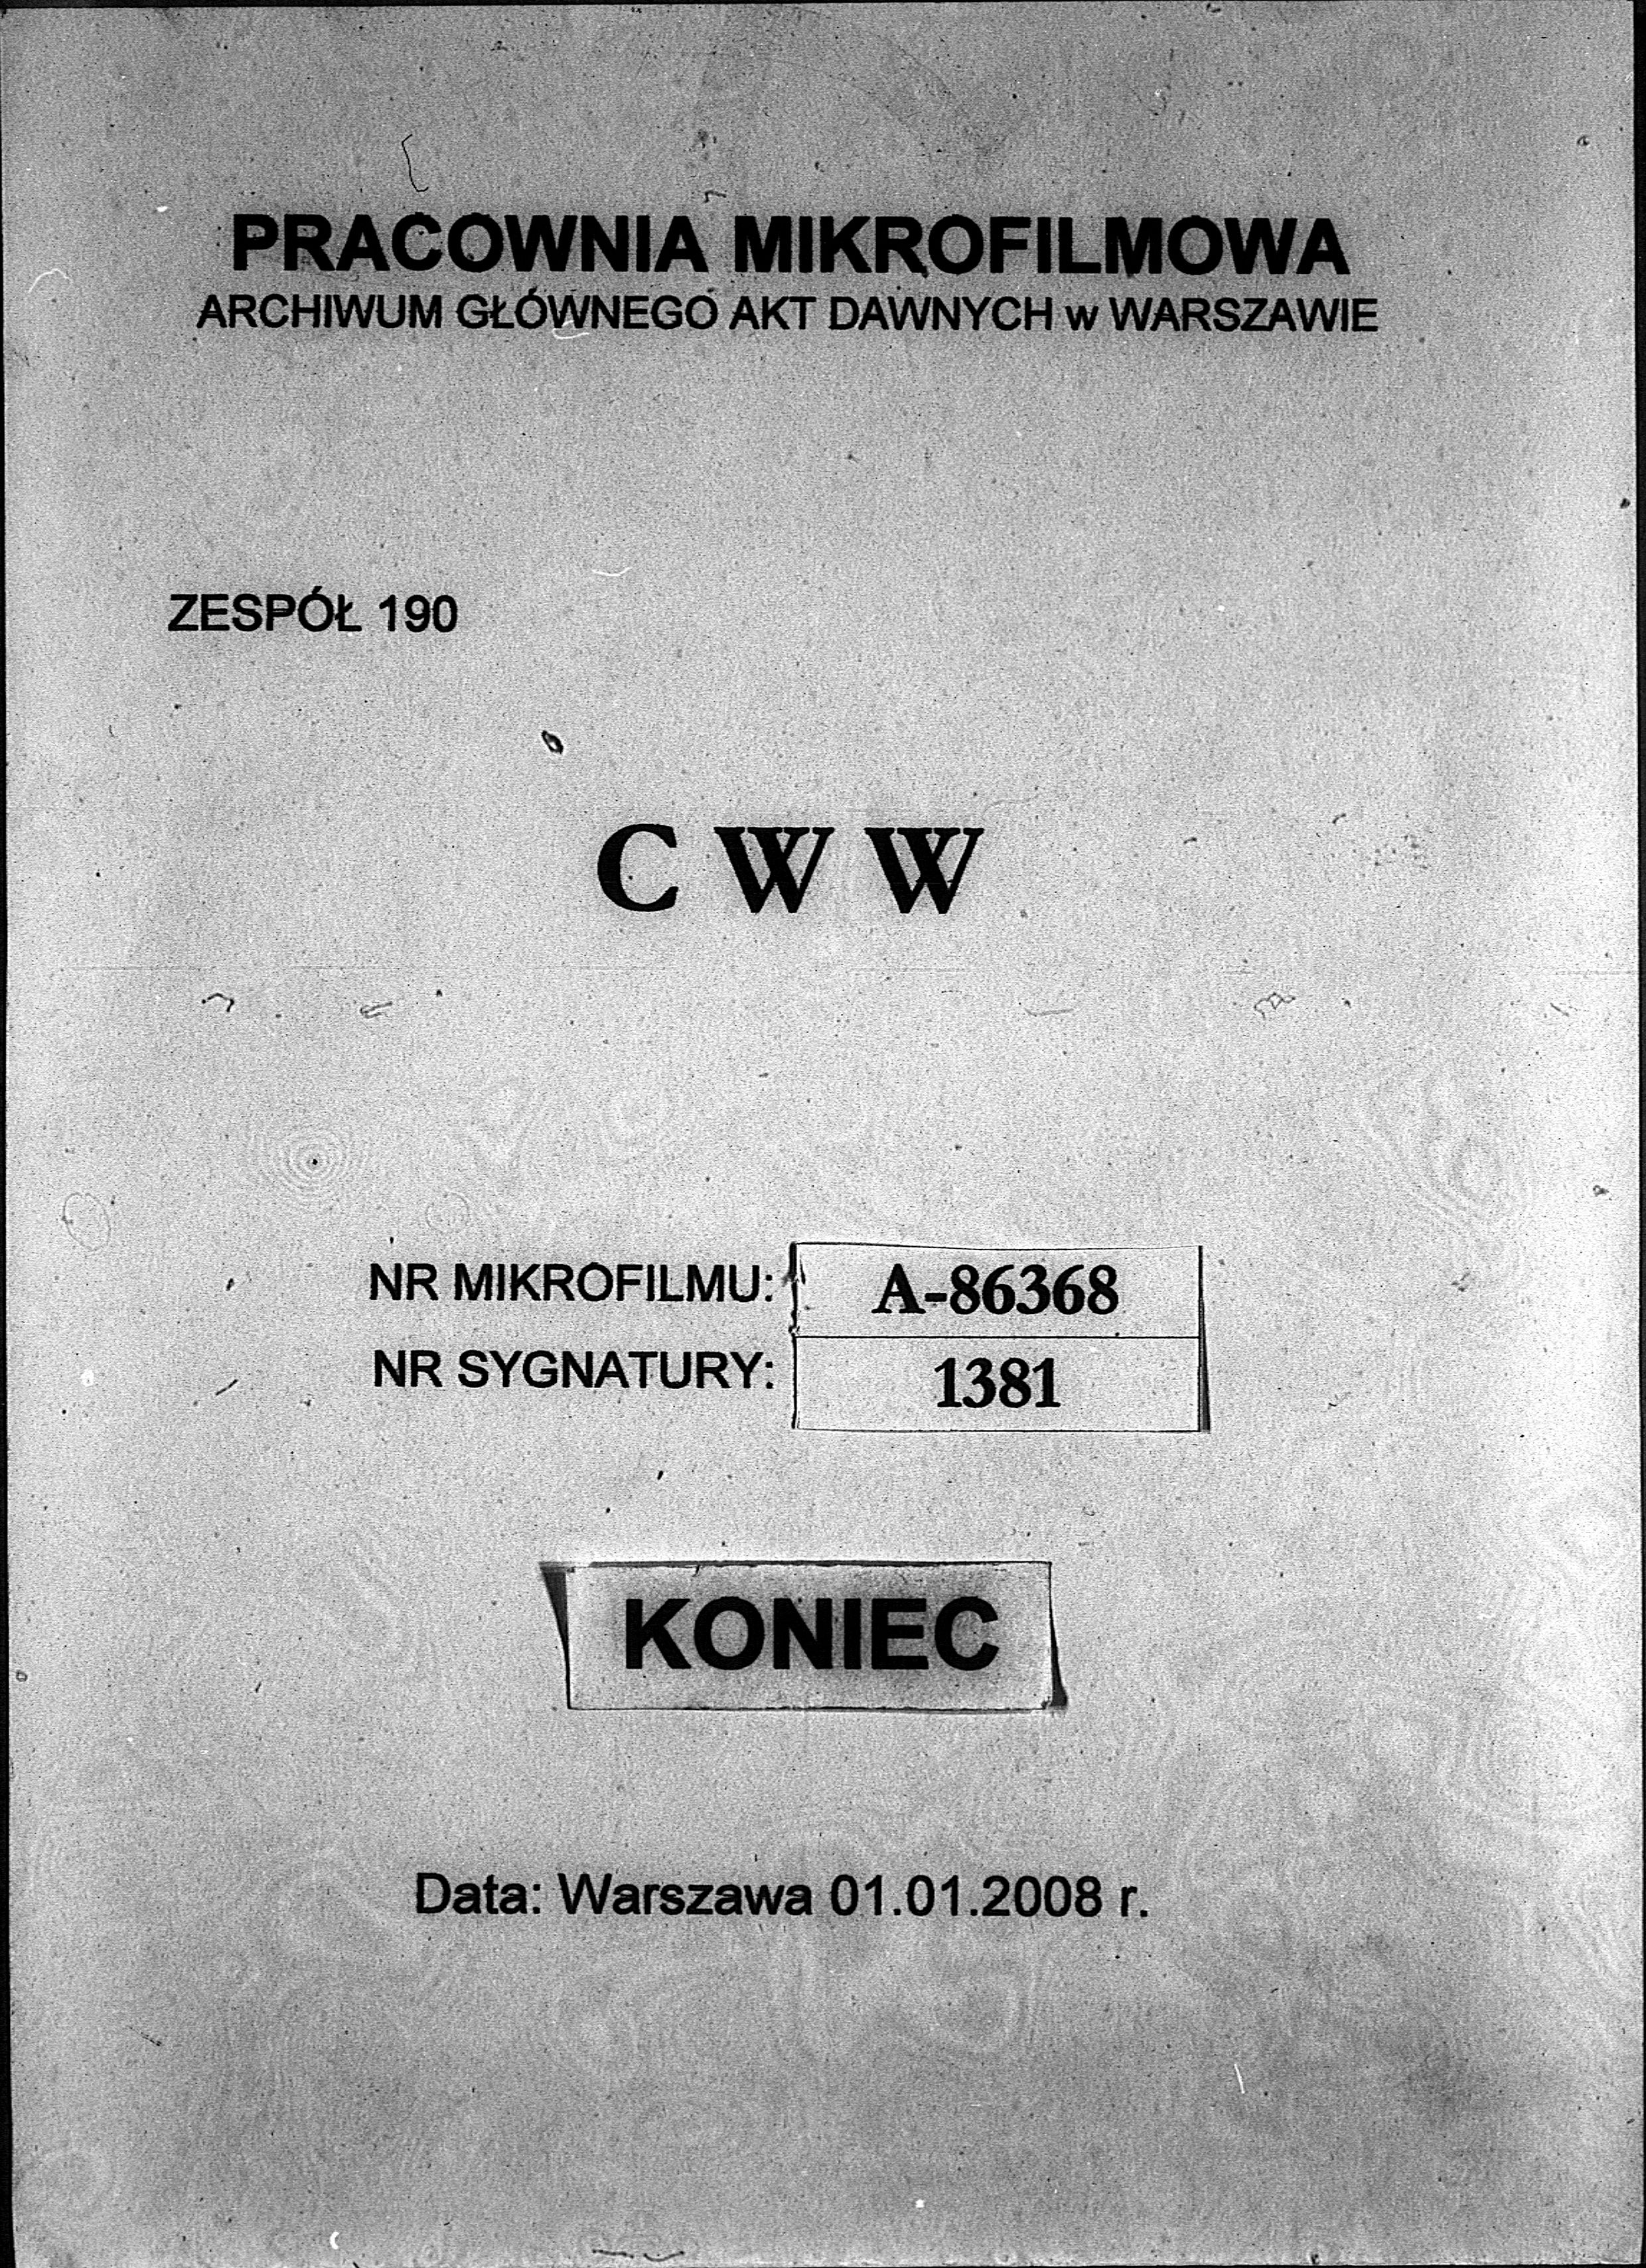 PRACOWNIA MIKROFILMOWA
ARCHIWUM GŁÓWNEGO AKT DAWNYCH w WARSZAWIE
ZESPÓŁ 190
C W W
NR MIKROFILMU: A-86368
NR SYGNATURY: 1381
KONIEC
Data: Warszawa 01.01.2008 r.